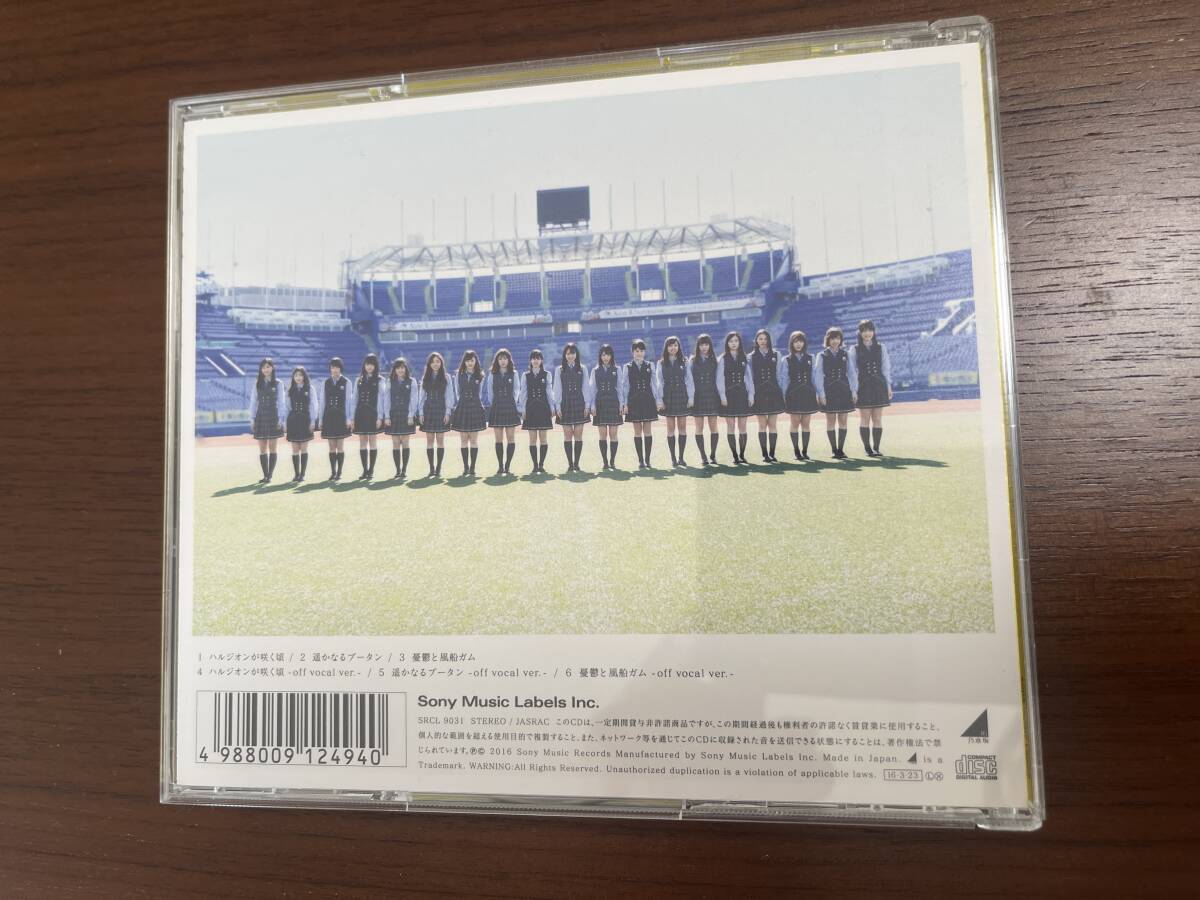 1 ハルジオンが咲く頃 / 2 遥かなるブータン / 3 憂鬱と風船ガム
4 ハルジオンが咲く頃 -off vocal ver.- / 5 遥かなるブータン -off vocal ver.- / 6 憂鬱と風船ガム -off vocal ver.-
4 988009 124940
Sony Music Labels Inc.
SRCL 9031 STEREO / JASRAC このCDは、一定期間貸与非許諾商品ですが、この期間経過後も権利者の許諾なく賃貸業に使用すること、
個人的な範囲を超える使用目的で複製すること、また、ネットワーク等を通じてこのCDに収録された音を送信できる状態にすることは、著作権法で禁
じられています。℗© 2016 Sony Music Records Manufactured by Sony Music Labels Inc. Made in Japan. is a
Trademark. WARNING:All Rights Reserved. Unauthorized duplication is a violation of applicable laws. 16·3·23 Ⓛ Ⓧ
乃木坂
COMPACT
disc
DIGITAL AUDIO